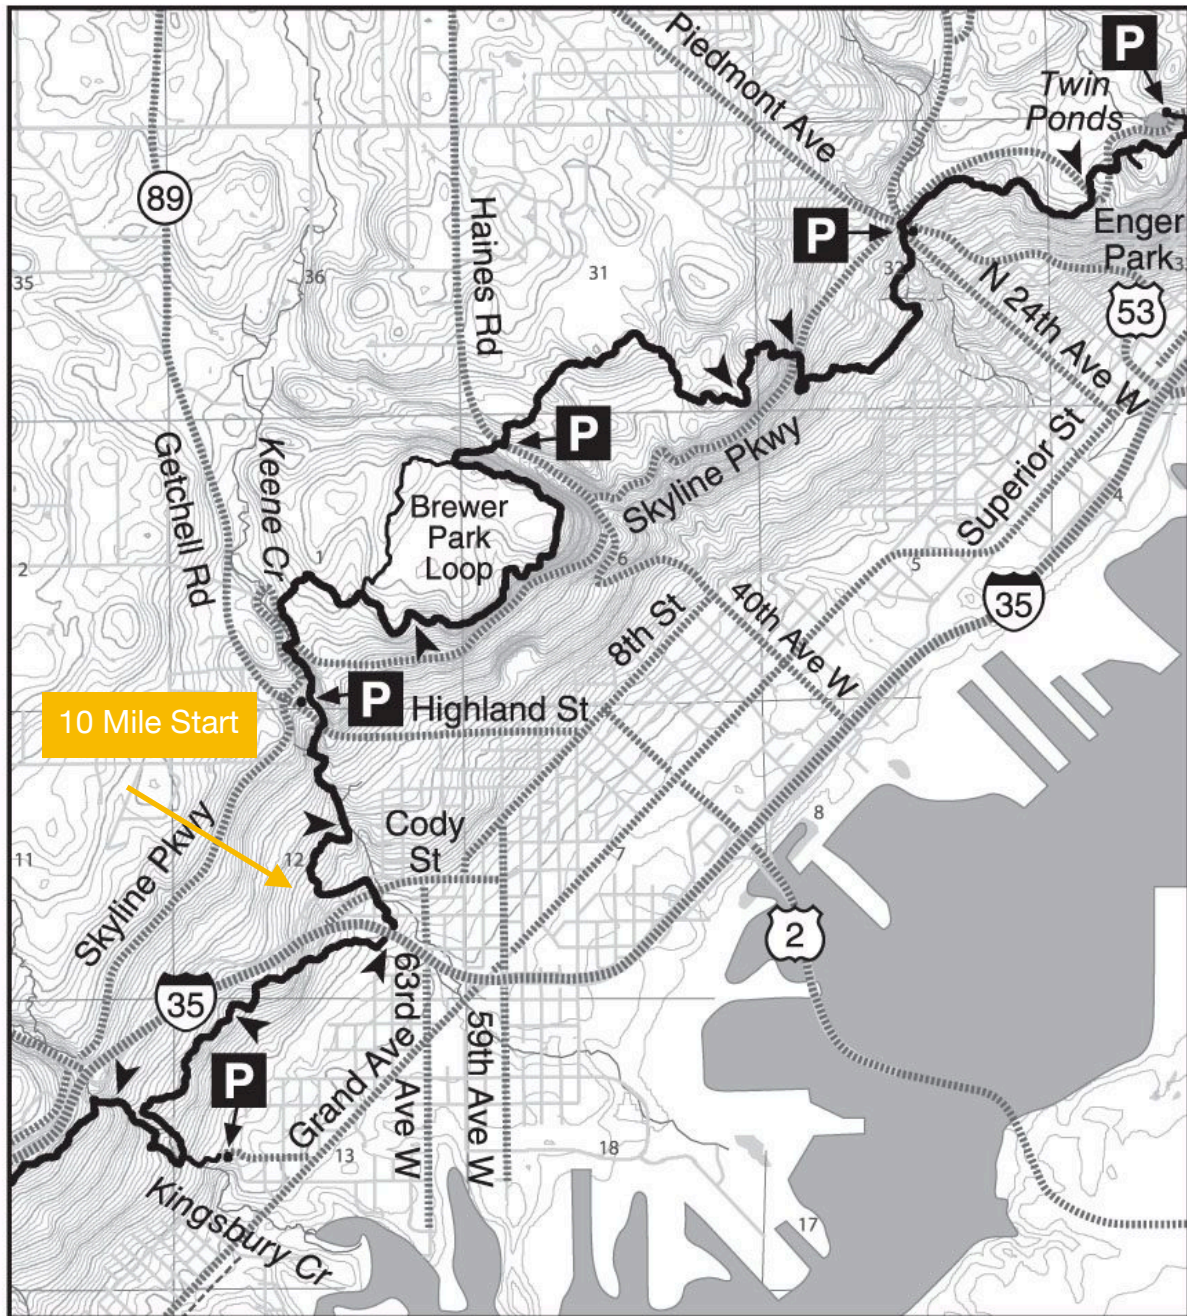 P
Twin
Ponds
Piedmont Ave
89
Haines Rd
P
Enger
Park
35
36
31
32
3
N 24th Ave W
53
Getchell Rd
Keene Cr
P
Skyline Pkwy
Superior St
4
Brewer
Park
Loop
2
1
6
5
35
8th St
40th Ave W
P
Highland St
10 Mile Start
Skyline Pkwy
Cody
St
11
12
7
8
2
35
63rd
Ave W
59th Ave W
P
Grand Ave
13
18
17
Kingsbury Cr